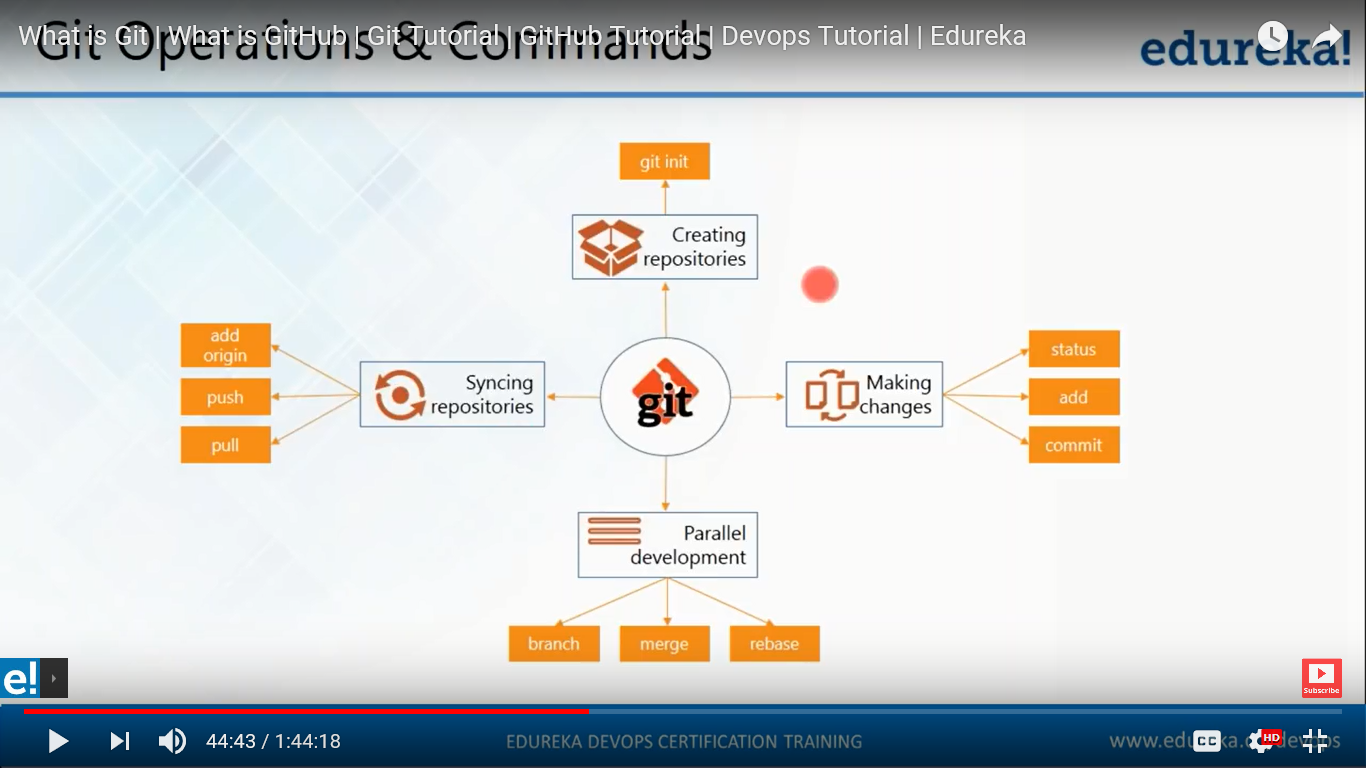 What is Git | What is GitHub | Git Tutorial | GitHub Tutorial | Devops Tutorial | Edureka
Git Operations & Commands
edureka!
git init
Creating
repositories
add
origin
push
pull
Syncing
repositories
git
Making
changes
status
add
commit
Parallel
development
branch
merge
rebase
e!
Subscribe
44:43 / 1:44:18
EDUREKA DEVOPS CERTIFICATION TRAINING
CC
HD